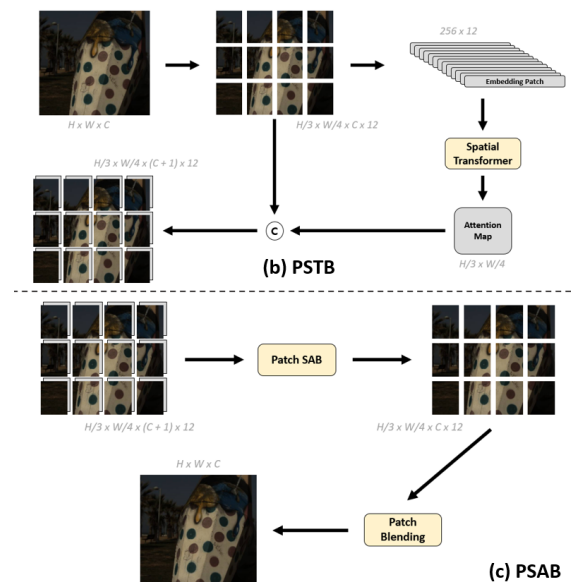 256 x 12
Embedding Patch
H x W x C
H/3 x W/4 x C x 12
Spatial
Transformer
H/3 x W/4 x (C + 1) x 12
C
Attention
Map
(b) PSTB
H/3 x W/4
Patch SAB
H/3 x W/4 x (C + 1) x 12
H/3 x W/4 x C x 12
H x W x C
Patch
Blending
(c) PSAB